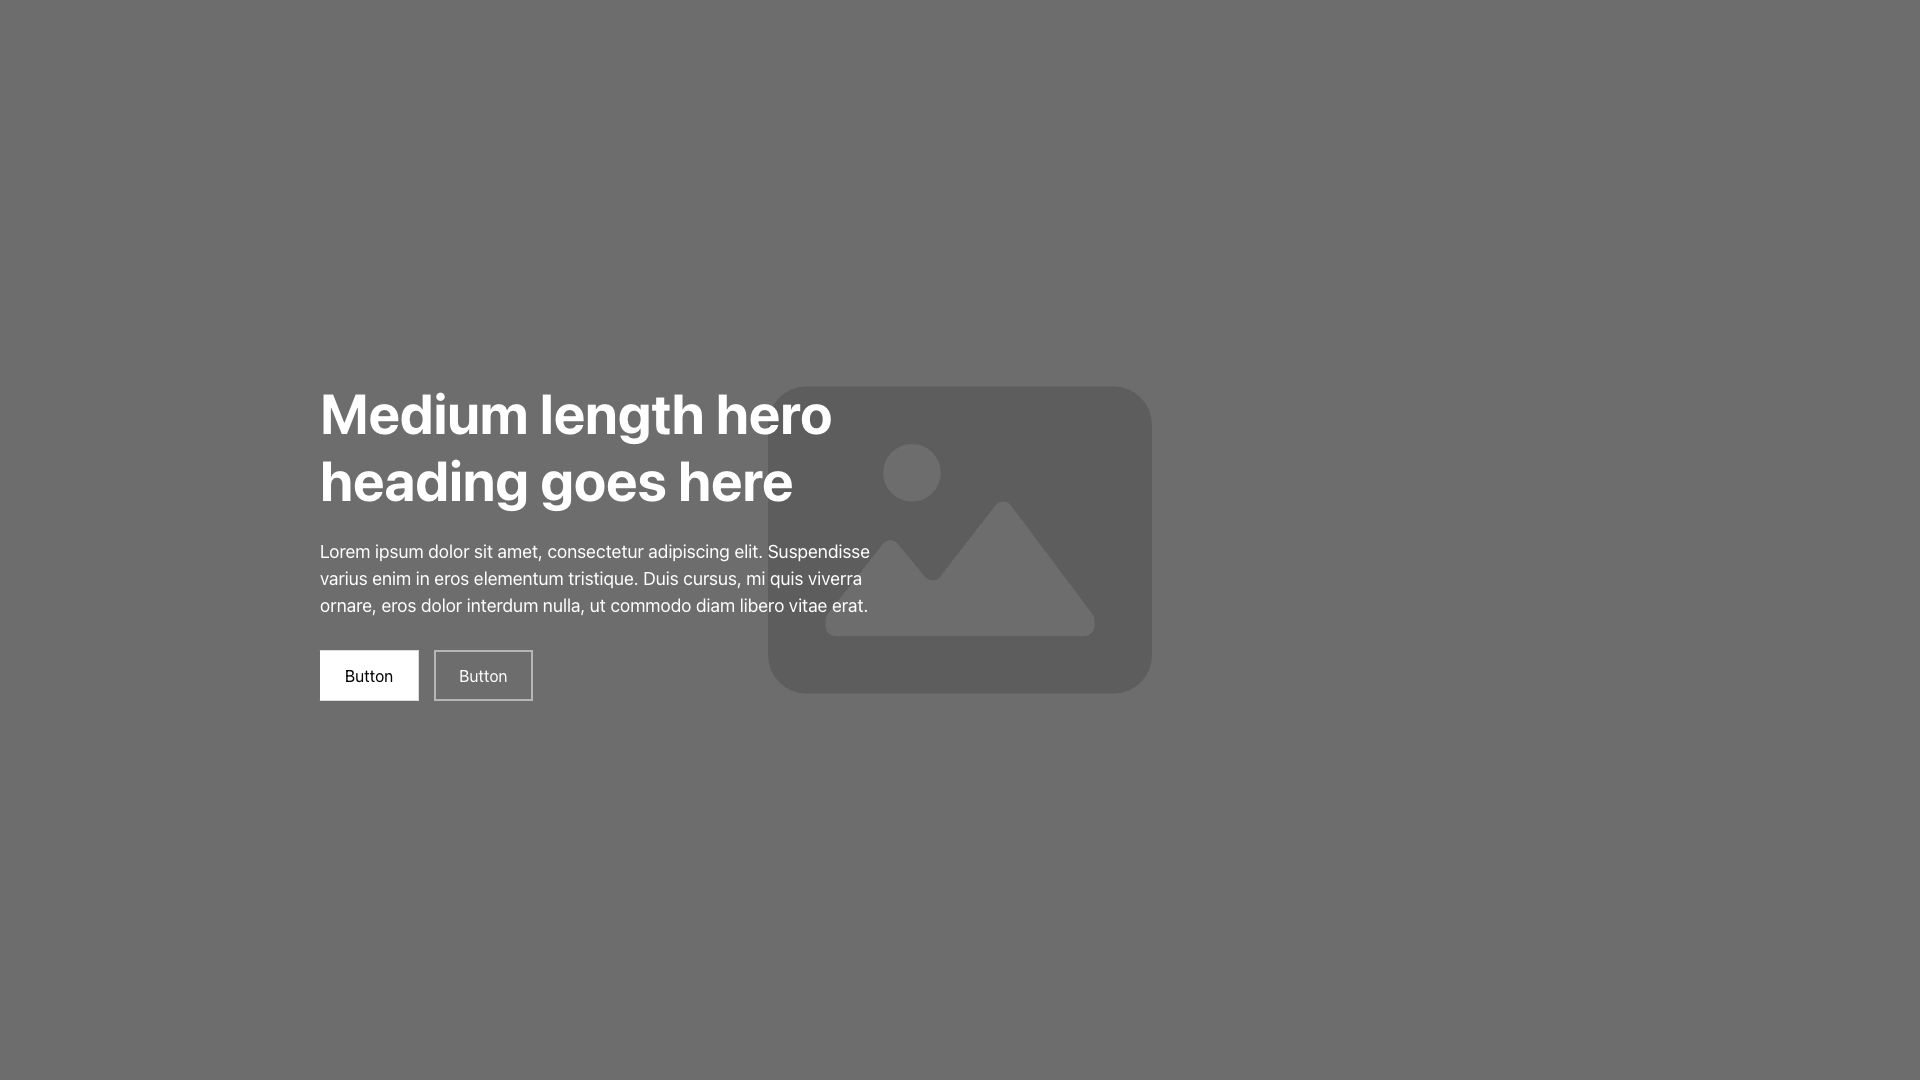 Medium length hero
heading goes here
Lorem ipsum dolor sit amet, consectetur adipiscing elit. Suspendisse
varius enim in eros elementum tristique. Duis cursus, mi quis viverra
ornare, eros dolor interdum nulla, ut commodo diam libero vitae erat.
Button
Button